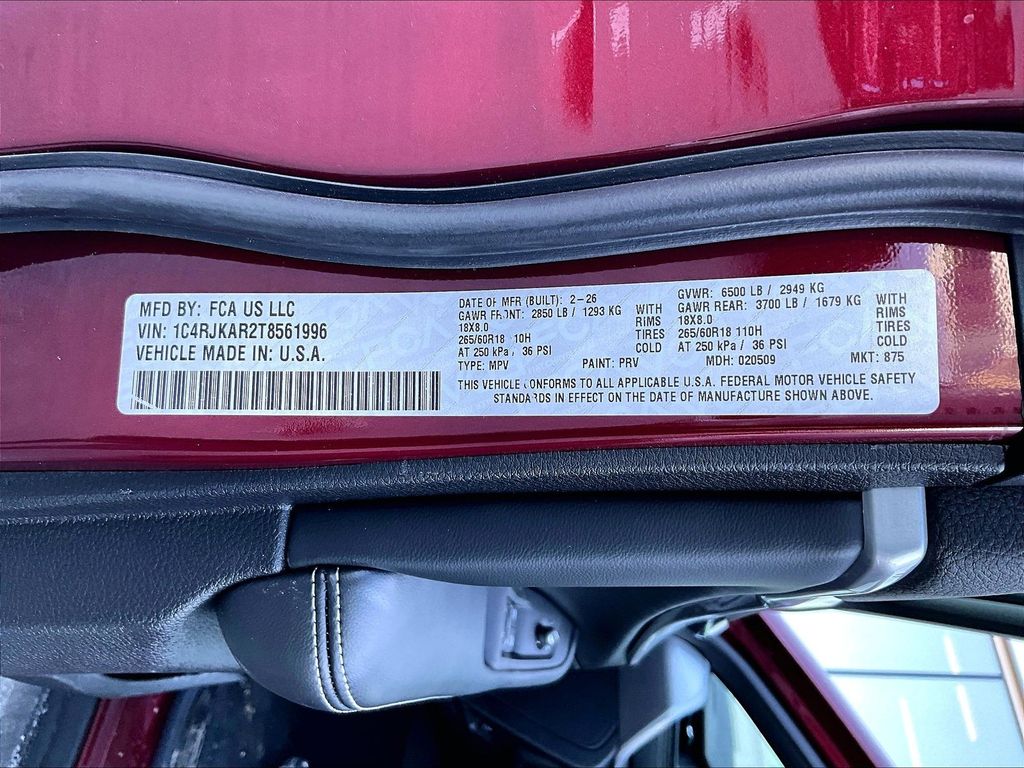 MFD BY: FCA US LLC
VIN: 1C4RJKAR2T8561996
VEHICLE MADE IN: U.S.A.
DATE OF MFR (BUILT): 2-26
GAWR FRONT: 2850 LB / 1293 KG
18X8.0
265/60R18 10H
AT 250 kPa / 36 PSI
TYPE: MPV
WITH
RIMS
TIRES
COLD
PAINT: PRV
GVWR: 6500 LB / 2949 KG
GAWR REAR: 3700 LB / 1679 KG
18X8.0
265/60R18 110H
AT 250 kPa / 36 PSI
MDH: 020509
WITH
RIMS
TIRES
COLD
MKT: 875
THIS VEHICLE CONFORMS TO ALL APPLICABLE U.S.A. FEDERAL MOTOR VEHICLE SAFETY
STANDARDS IN EFFECT ON THE DATE OF MANUFACTURE SHOWN ABOVE.